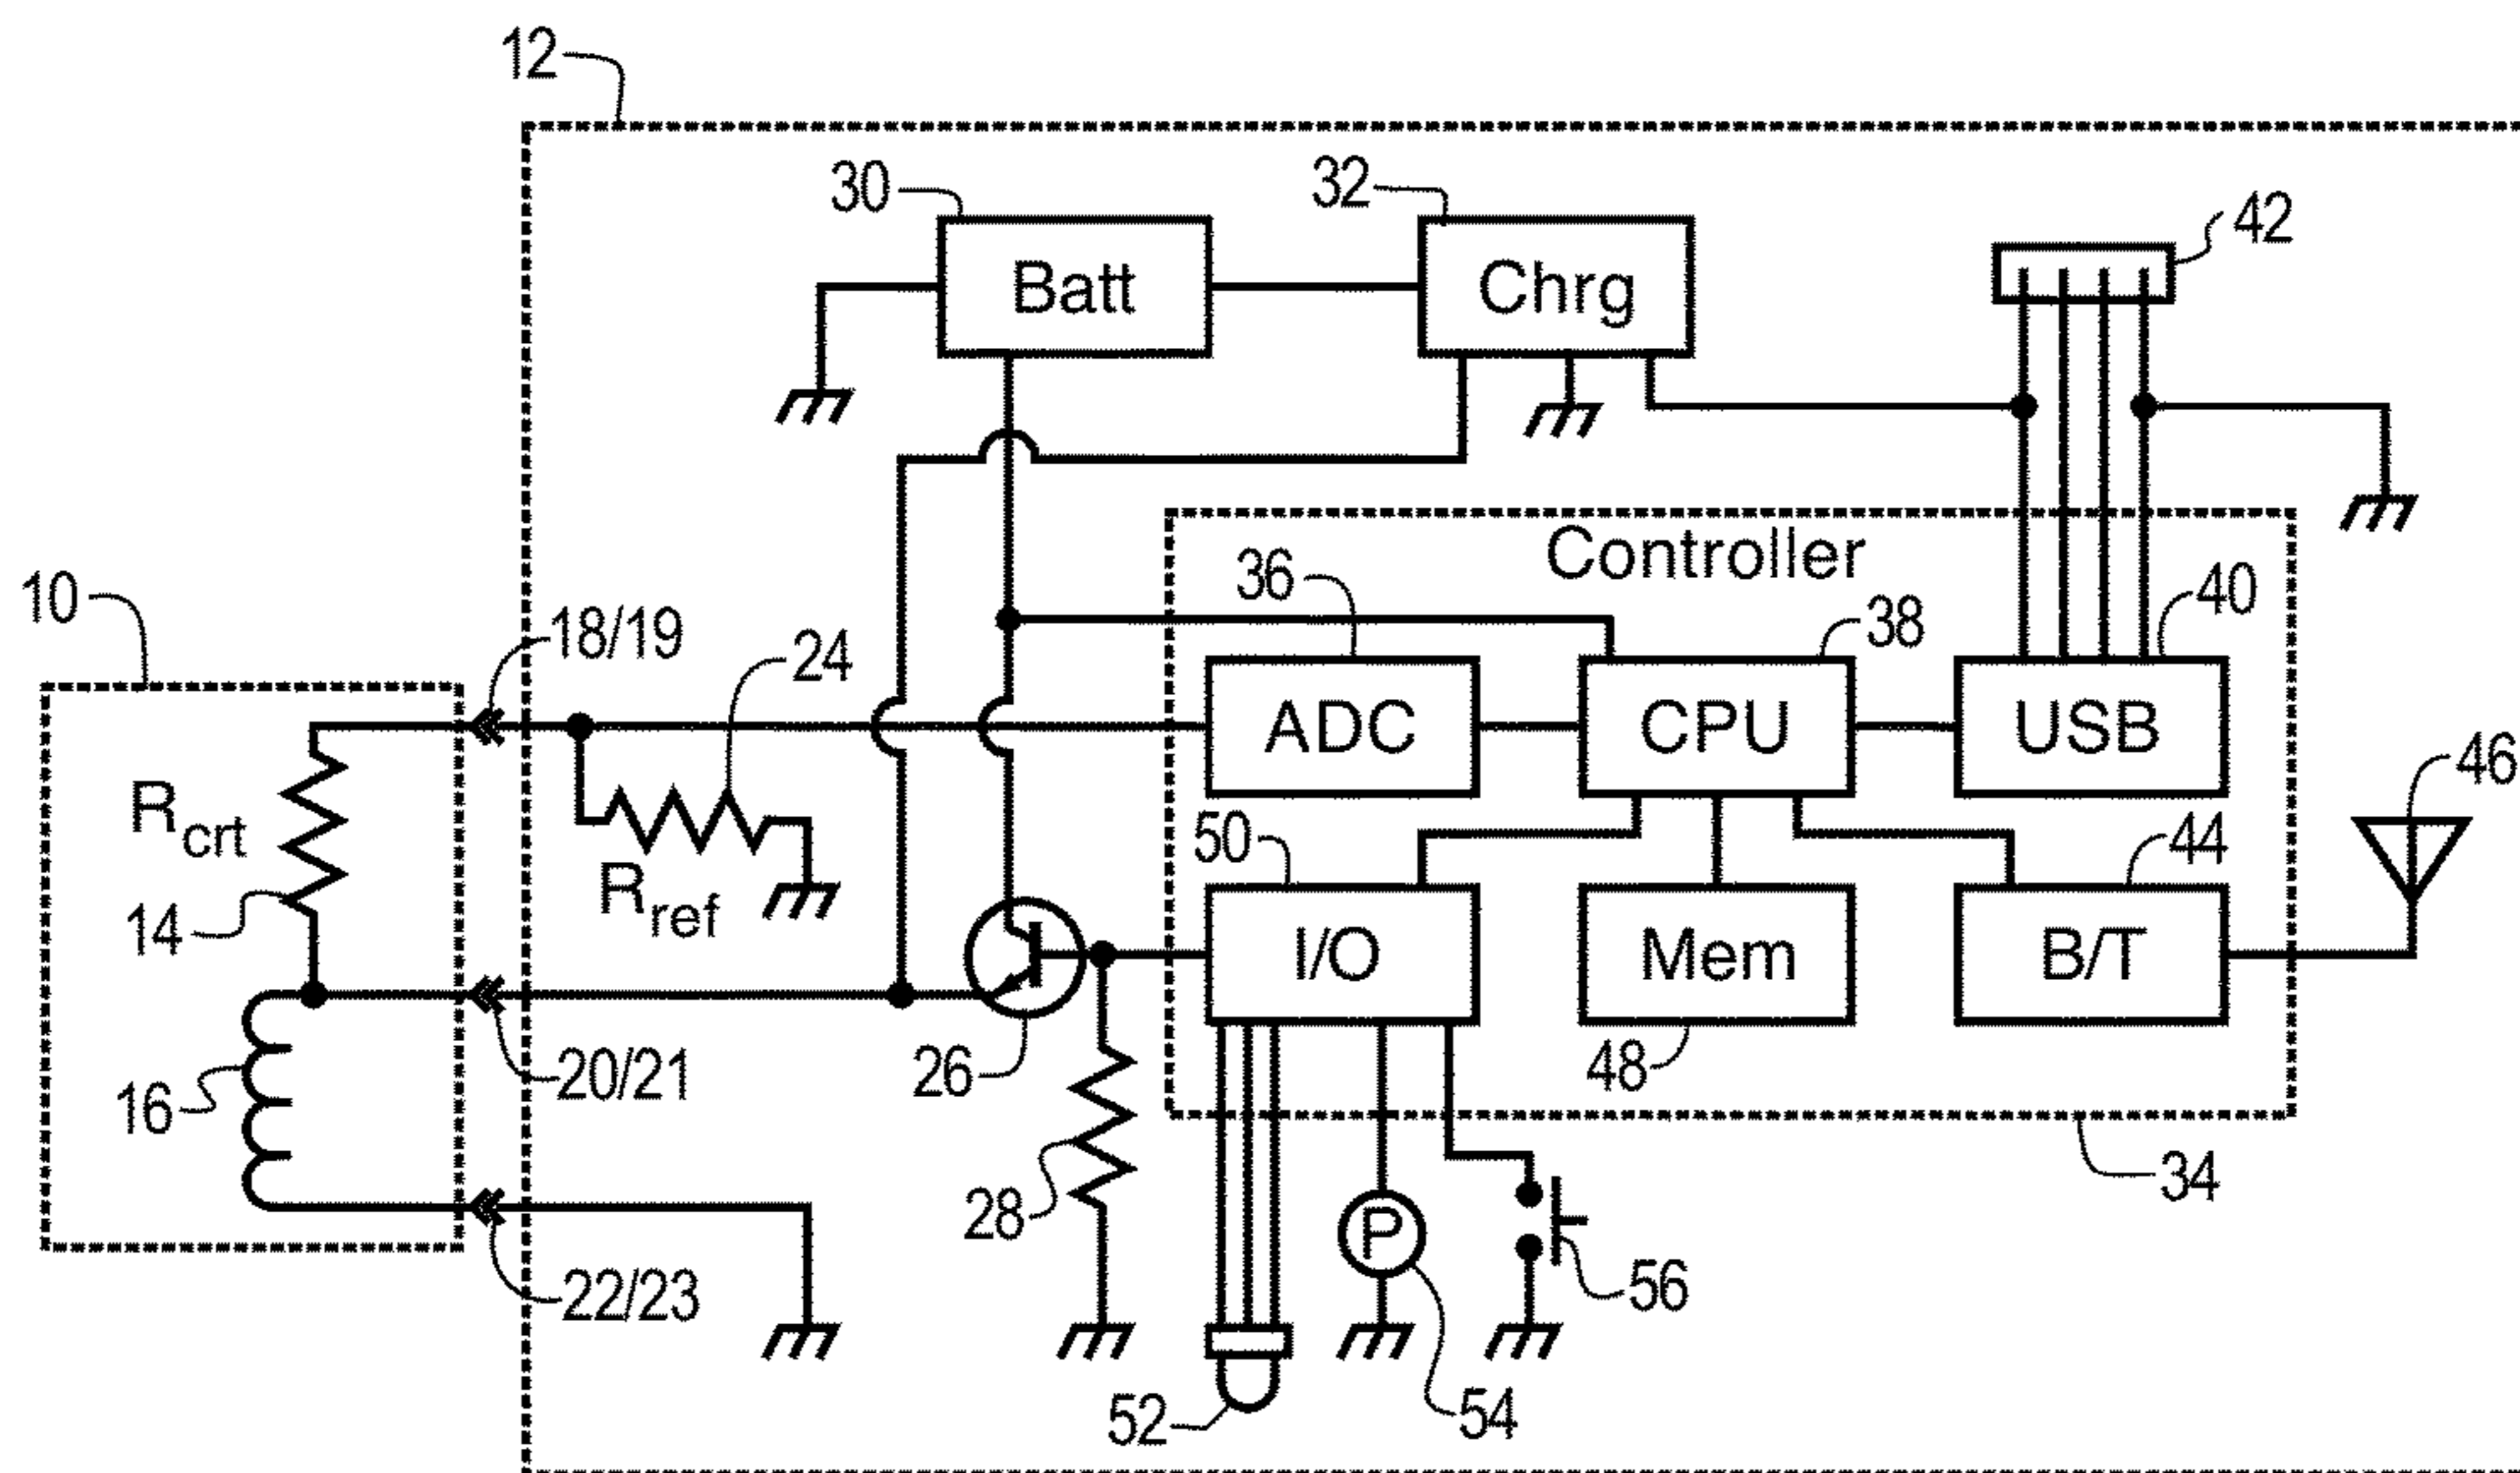 12
30
32
42
Batt
Chrg
Controller
10
18/19
24
36
38
40
ADC
CPU
USB
46
Rcrt
Rref
14
50
44
I/O
Mem
B/T
16
20/21
26
48
28
34
22/23
P
56
52
54